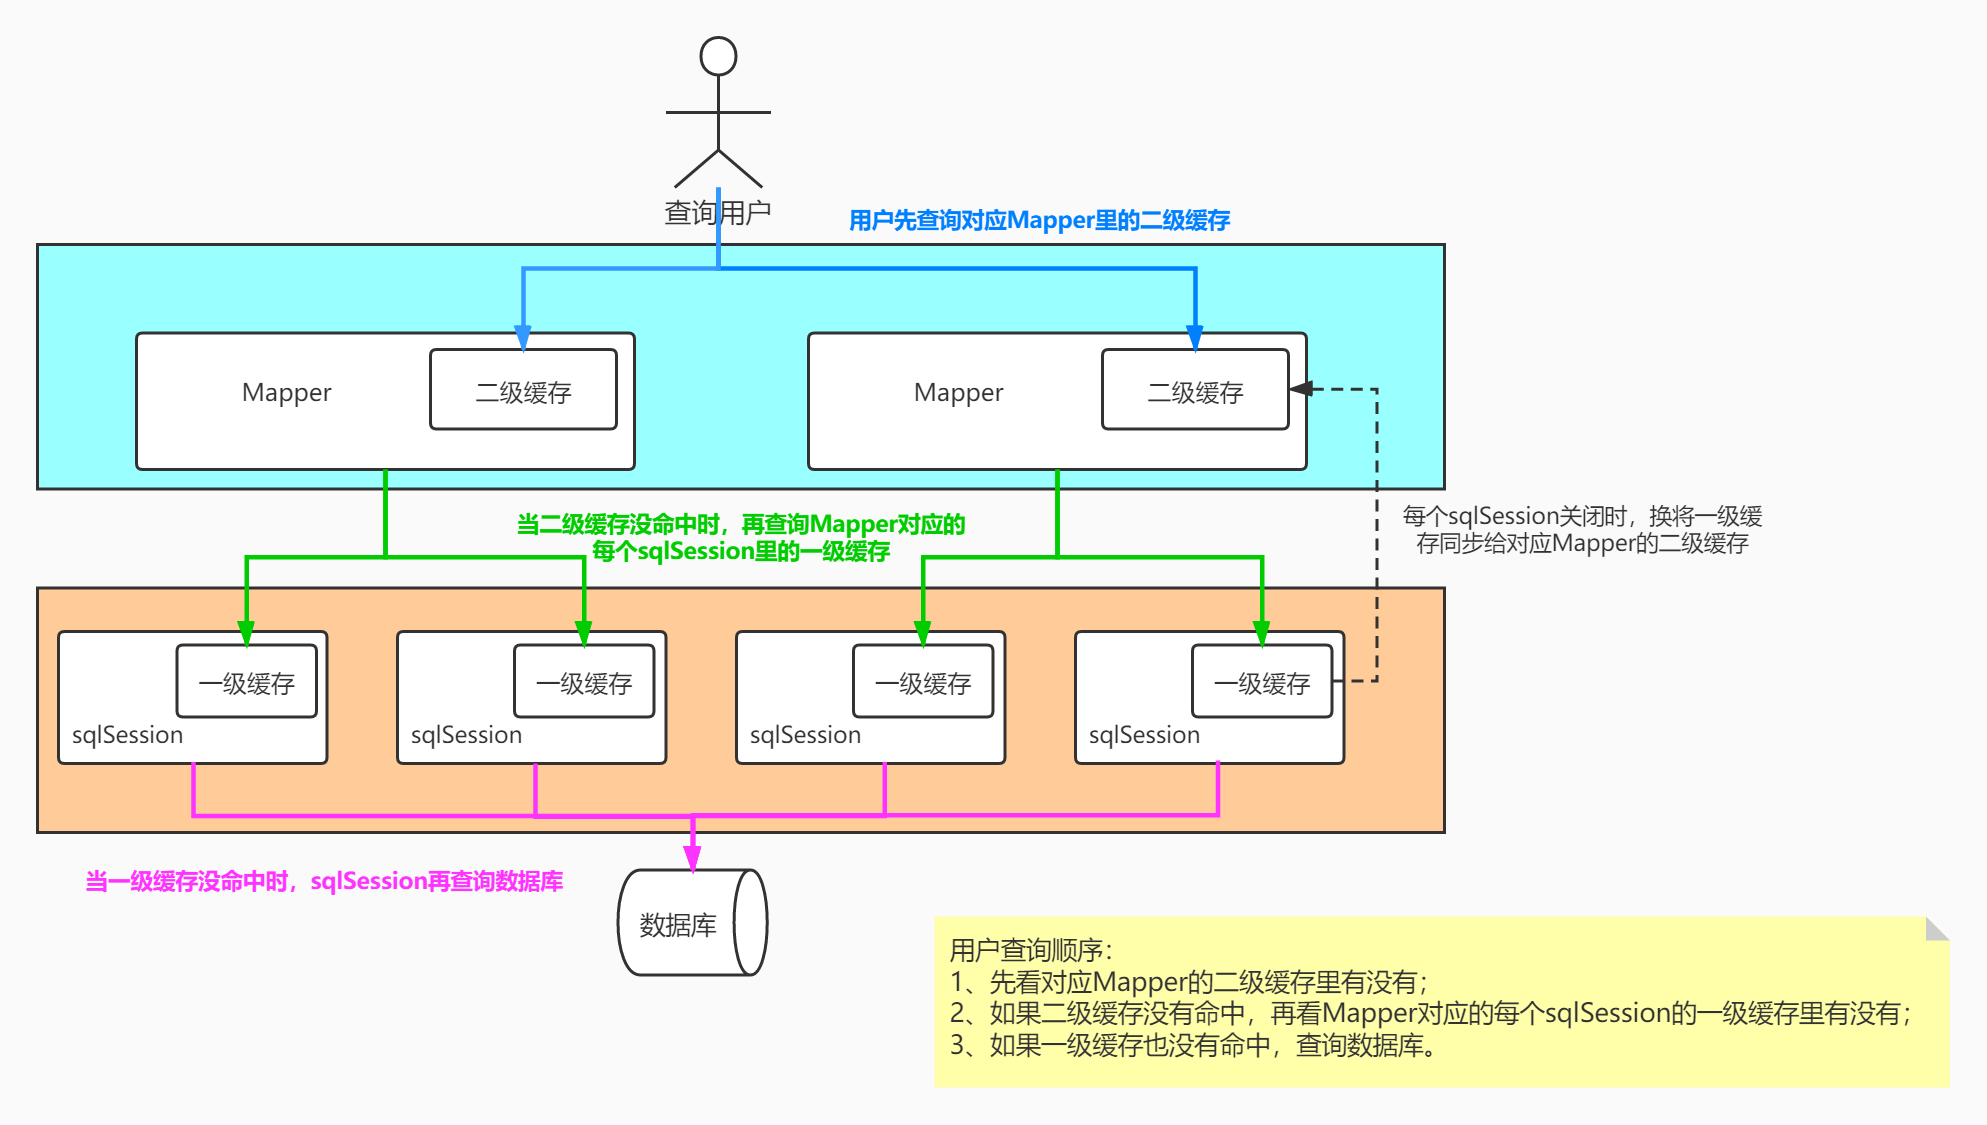 查询用户
用户先查询对应Mapper里的二级缓存
Mapper
二级缓存
Mapper
二级缓存
当二级缓存没命中时，再查询Mapper对应的
每个sqlSession里的一级缓存
每个sqlSession关闭时，换将一级缓
存同步给对应Mapper的二级缓存
一级缓存
sqlSession
一级缓存
sqlSession
一级缓存
sqlSession
一级缓存
sqlSession
当一级缓存没命中时，sqlSession再查询数据库
数据库
用户查询顺序：
1、先看对应Mapper的二级缓存里有没有；
2、如果二级缓存没有命中，再看Mapper对应的每个sqlSession的一级缓存里有没有；
3、如果一级缓存也没有命中，查询数据库。